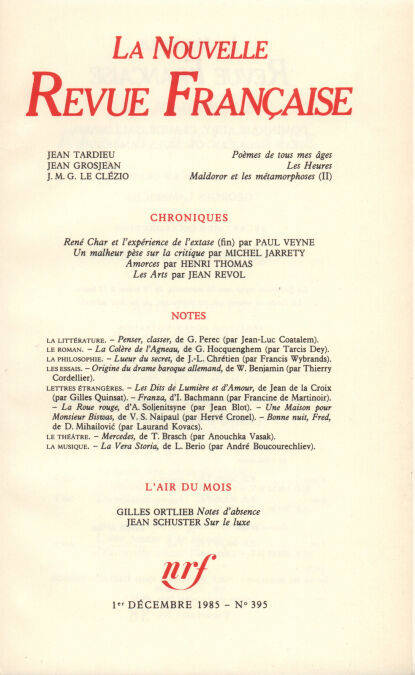 LA NOUVELLE
REVUE FRANÇAISE
JEAN TARDIEU Poèmes de tous mes âges
JEAN GROSJEAN Les Heures
J. M. G. LE CLÉZIO Maldoror et les métamorphoses (II)
CHRONIQUES
René Char et l'expérience de l'extase (fin) par PAUL VEYNE
Un malheur pèse sur la critique par MICHEL JARRETY
Amorces par HENRI THOMAS
Les Arts par JEAN REVOL
NOTES
LA LITTÉRATURE. – Penser, classer, de G. Perec (par Jean-Luc Coatalem).
LE ROMAN. – La Colère de l'Agneau, de G. Hocquenghem (par Tarcis Dey).
LA PHILOSOPHIE. – Lueur du secret, de J.-L. Chrétien (par Francis Wybrands).
LES ESSAIS. – Origine du drame baroque allemand, de W. Benjamin (par Thierry
Cordellier).
LETTRES ÉTRANGÈRES. – Les Dits de Lumière et d'Amour, de Jean de la Croix
(par Gilles Quinsat). – Franza, d'I. Bachmann (par Francine de Martinoir).
– La Roue rouge, d'A. Soljenitsyne (par Jean Blot). – Une Maison pour
Monsieur Biswas, de V. S. Naipaul (par Hervé Cronel). – Bonne nuit, Fred,
de D. Mihailović (par Laurand Kovacs).
LE THÉÂTRE. – Mercedes, de T. Brasch (par Anouchka Vasak).
LA MUSIQUE. – La Vera Storia, de L. Berio (par André Boucourechliev).
L'AIR DU MOIS
GILLES ORTLIEB Notes d'absence
JEAN SCHUSTER Sur le luxe
nrf
1er DÉCEMBRE 1985 – N° 395